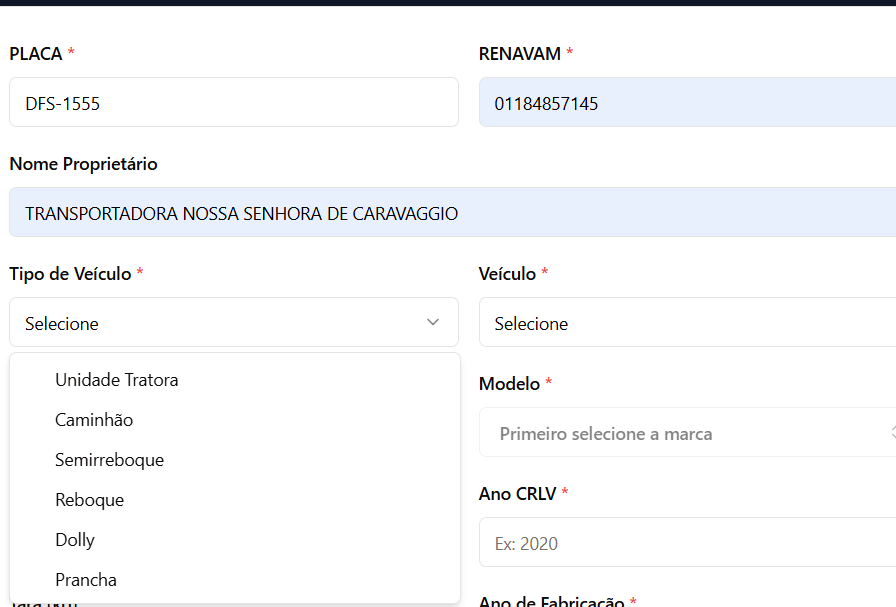 PLACA *
RENAVAM *
DFS-1555
01184857145
Nome Proprietário
TRANSPORTADORA NOSSA SENHORA DE CARAVAGGIO
Tipo de Veículo *
Veículo *
Selecione
Selecione
Unidade Tratora
Caminhão
Semirreboque
Reboque
Dolly
Prancha
Modelo *
Primeiro selecione a marca
Ano CRLV *
Ex: 2020
Ano de Fabricação *